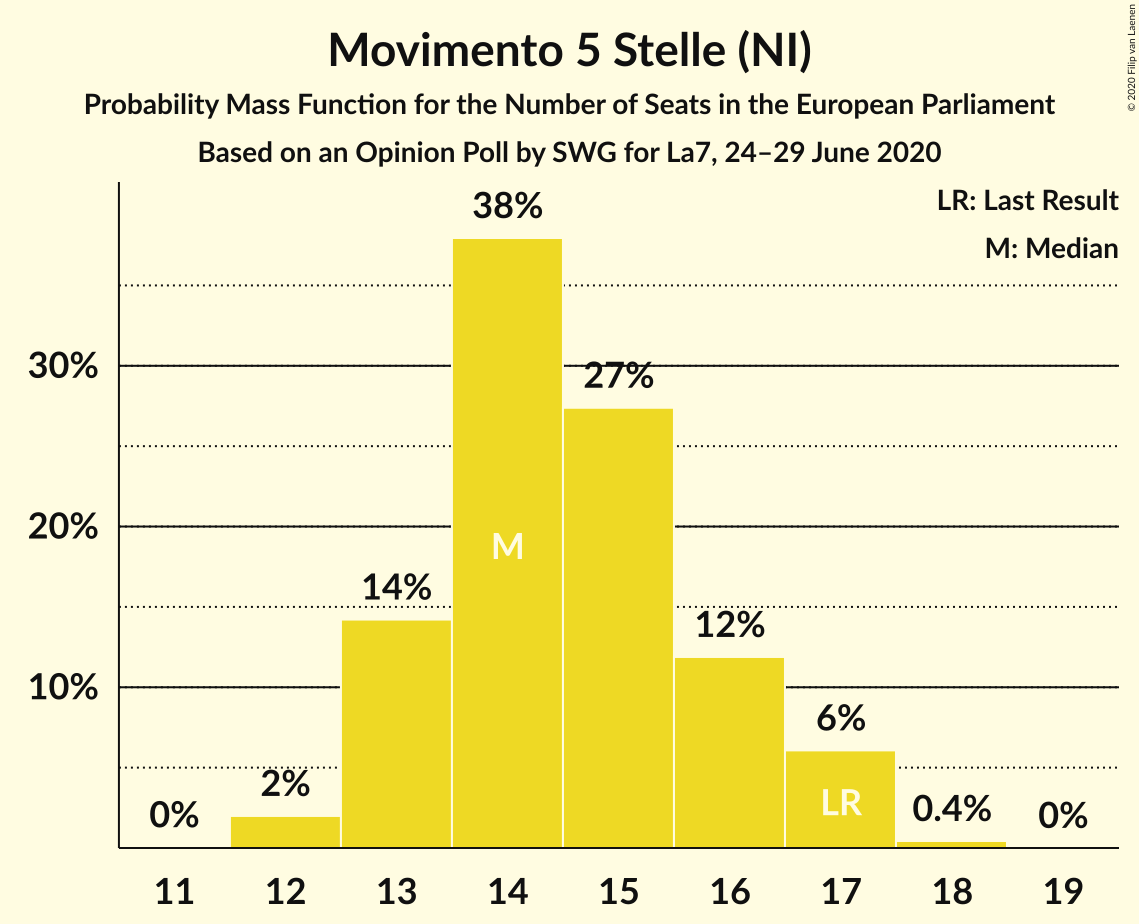 Movimento 5 Stelle (NI)
Probability Mass Function for the Number of Seats in the European Parliament
Based on an Opinion Poll by SWG for La7, 24–29 June 2020
© 2020 Filip van Laenen
LR: Last Result
M: Median
38%
30%
27%
20%
M
14%
12%
10%
6%
2%
LR
0%
0.4%
0%
11 12 13 14 15 16 17 18 19